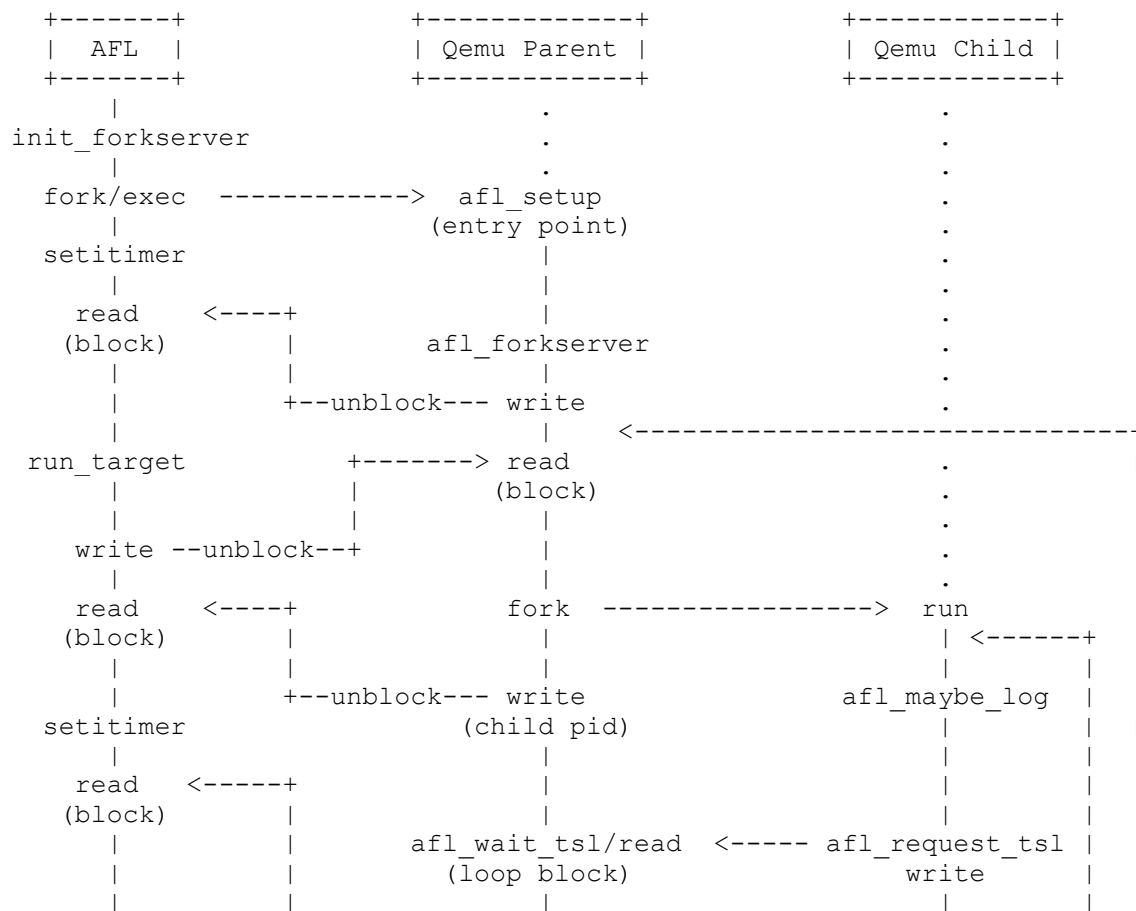 AFL Qemu Parent Qemu Child
init_forkserver
fork/exec afl_setup
(entry point)
setitimer
read
(block) afl_forkserver
unblock write
run_target read
(block)
write unblock
read fork run
(block)
unblock write afl_maybe_log
setitimer (child pid)
read
(block)
afl_wait_tsl/read afl_request_tsl
(loop block) write